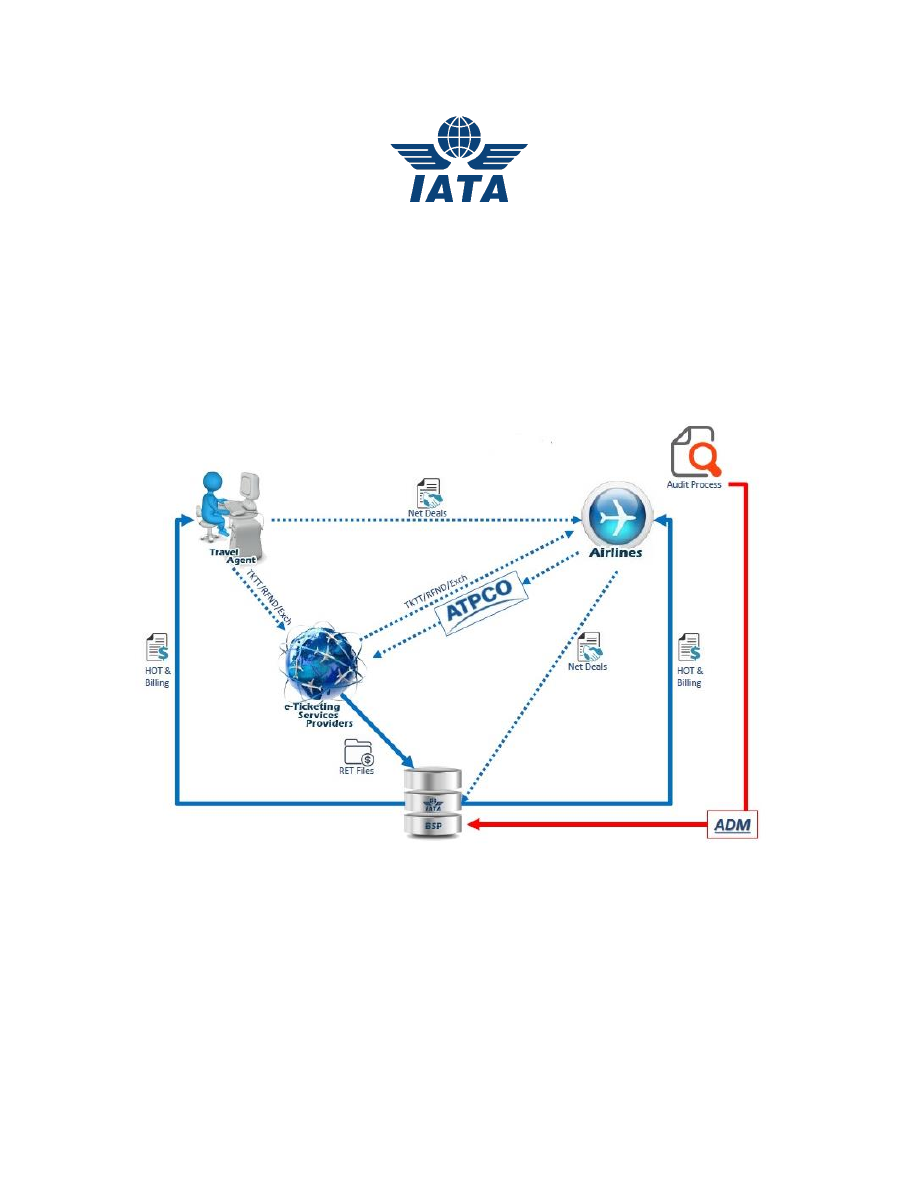 IATA
Audit Process
Net Deals
Travel
Agent
Airlines
TKTT/RFND/Exch
TKTT/RFND/Exch
ATPCO
HOT &
Billing
Net Deals
HOT &
Billing
e-Ticketing
Services
Providers
RET Files
IATA
BSP
ADM